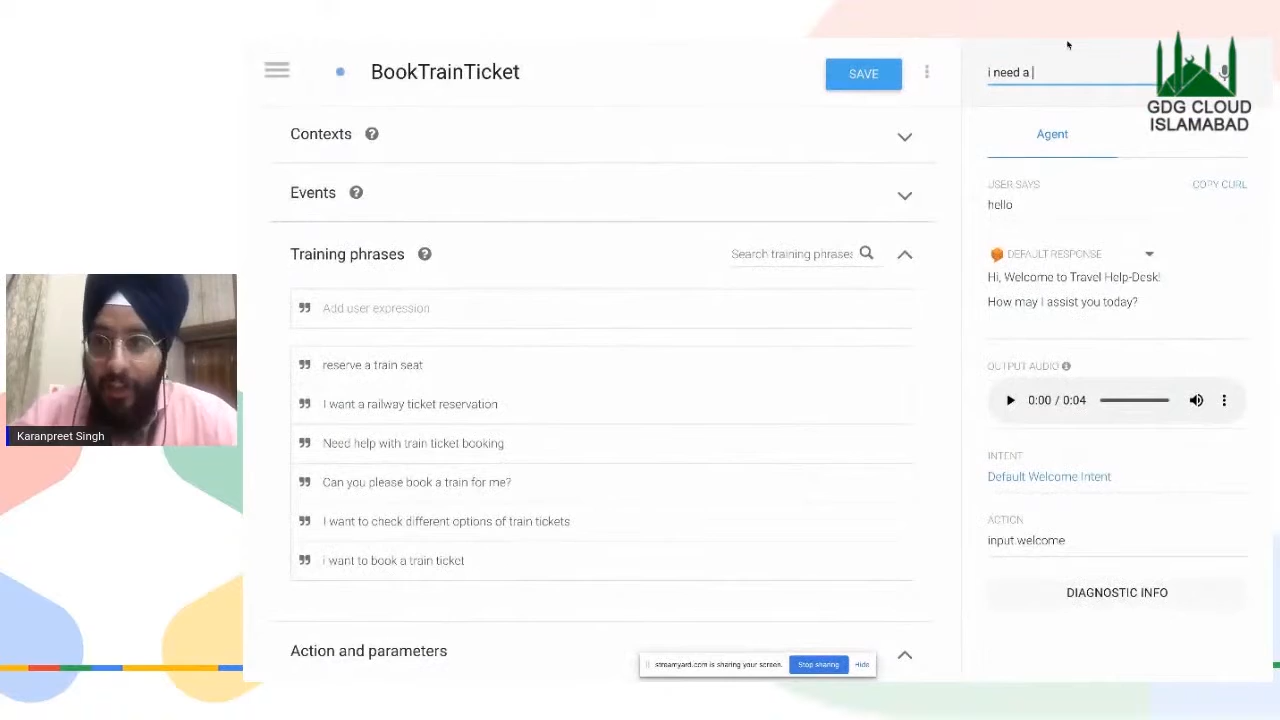 BookTrainTicket
SAVE
i need a
GDG CLOUD
ISLAMABAD
Contexts
Events
Training phrases
Search training phrases
Add user expression
reserve a train seat
I want a railway ticket reservation
Need help with train ticket booking
Can you please book a train for me?
I want to check different options of train tickets
i want to book a train ticket
Action and parameters
Agent
USER SAYS
COPY CURL
hello
DEFAULT RESPONSE
Hi, Welcome to Travel Help-Desk!
How may I assist you today?
OUTPUT AUDIO
0:00 / 0:04
INTENT
Default Welcome Intent
ACTION
input.welcome
DIAGNOSTIC INFO
Karanpreet Singh
streamyard.com is sharing your screen.
Stop sharing
Hide